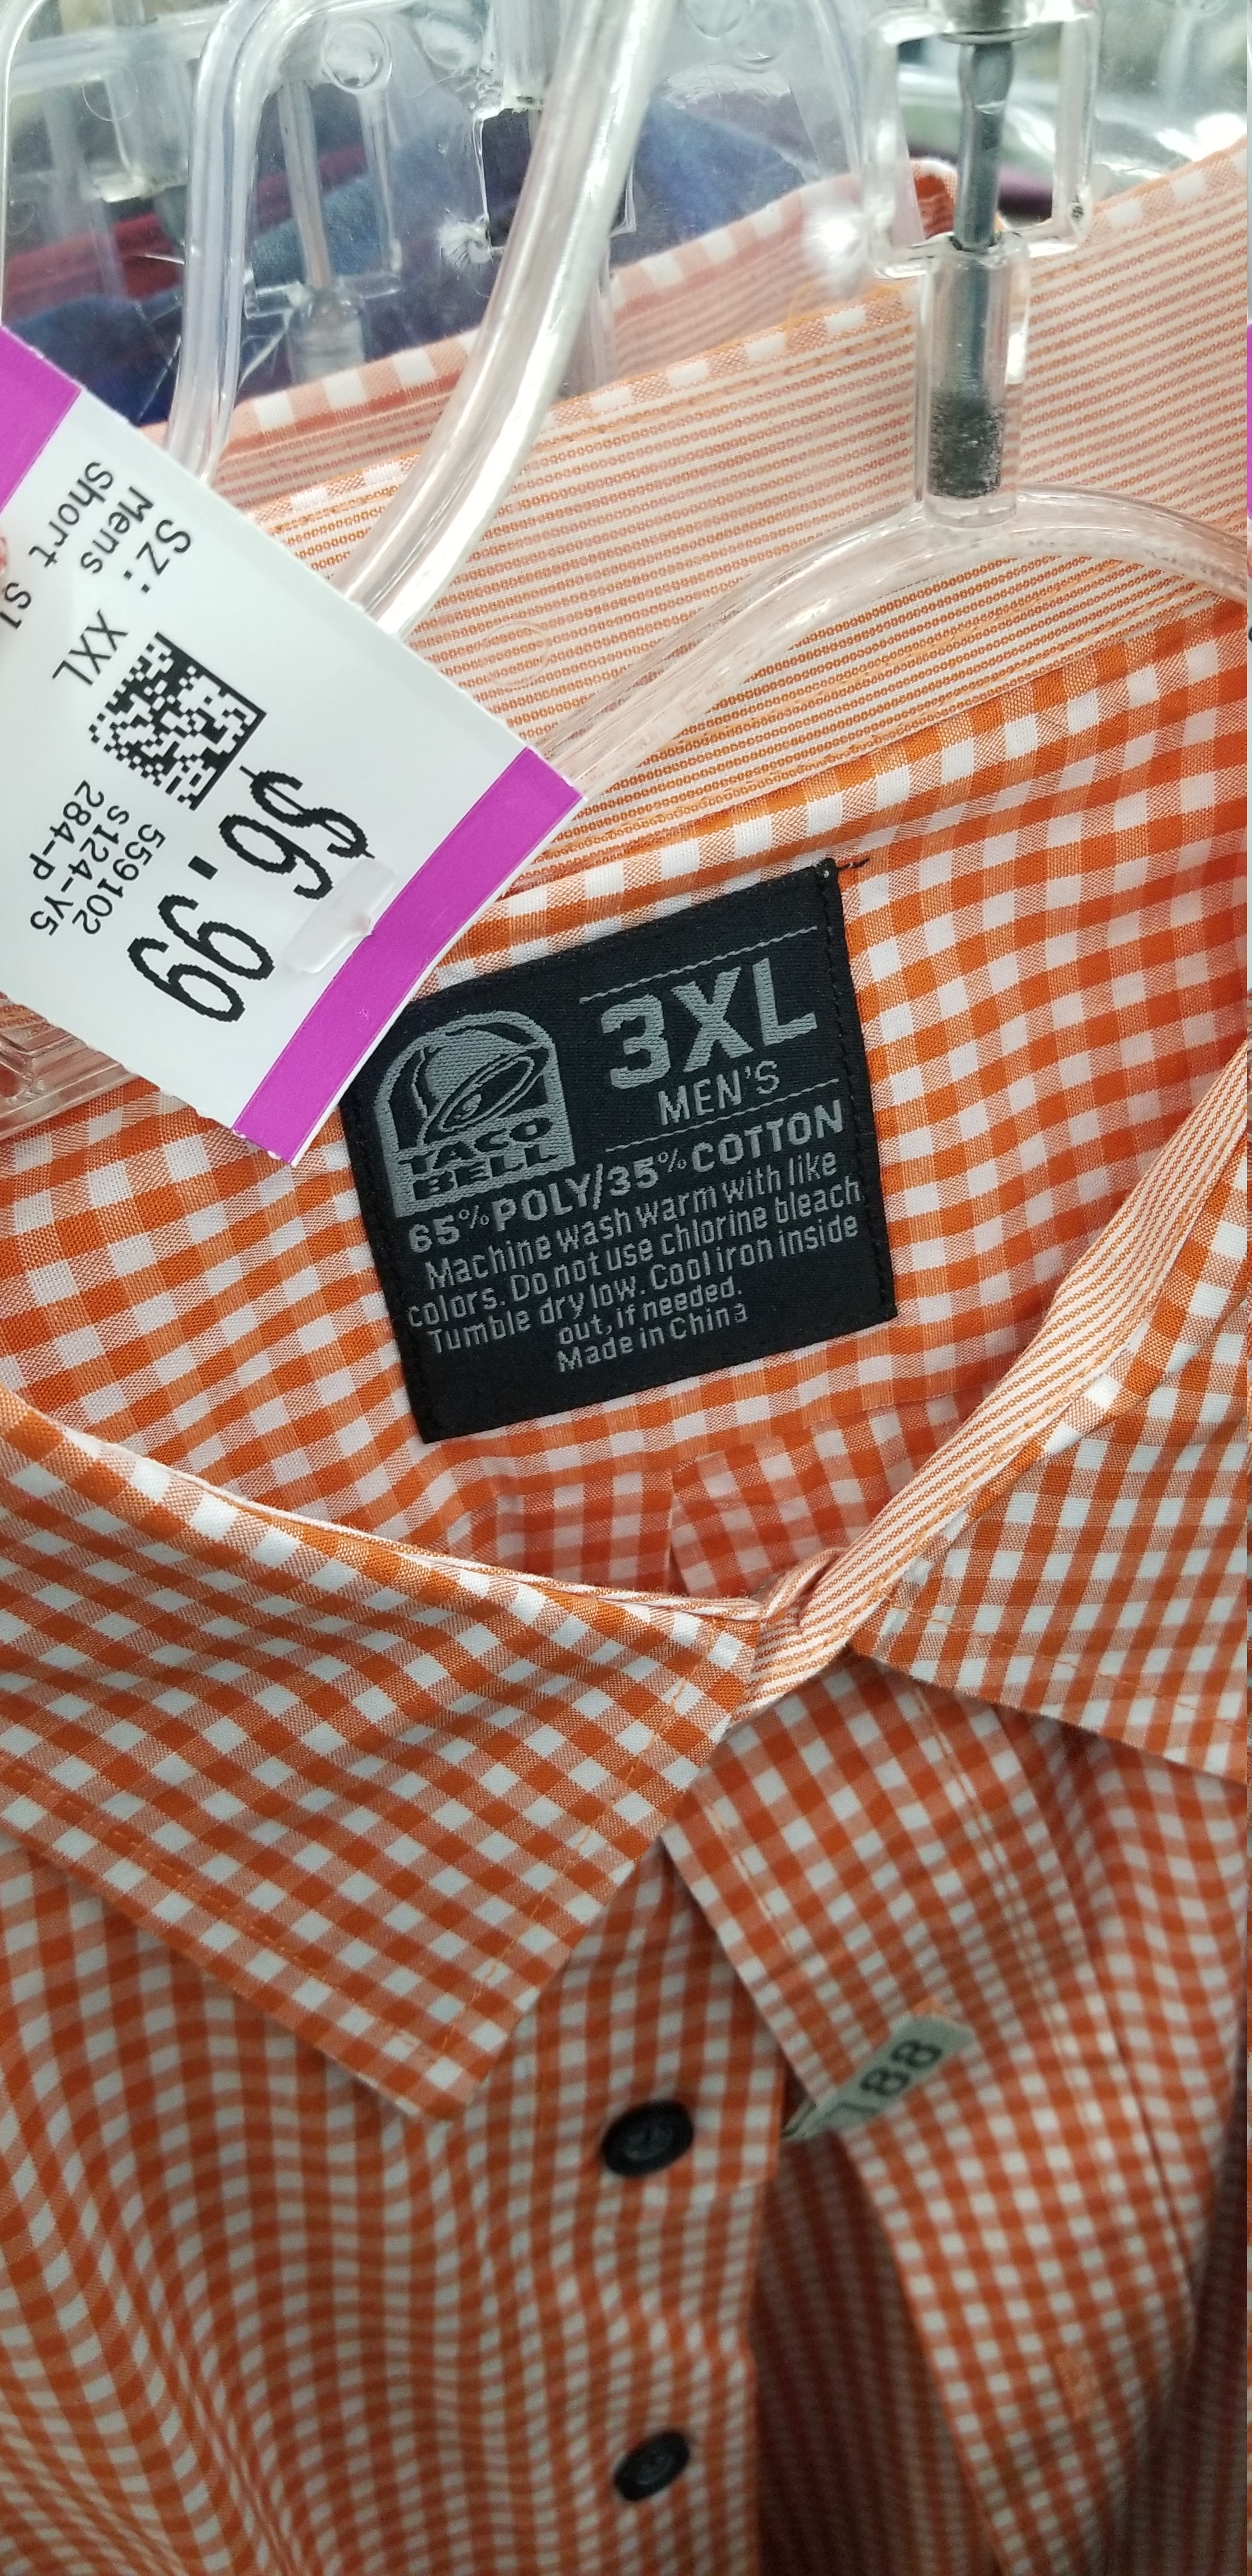 Sz: XXL
Mens
Short Sl
$6.99
559102
S124-Y5
284-P
TACO
BELL
3XL
MEN'S
65% POLY/35% COTTON
Machine wash warm with like
colors. Do not use chlorine bleach
Tumble dry low. Cool iron inside
out, if needed.
Made in China
88